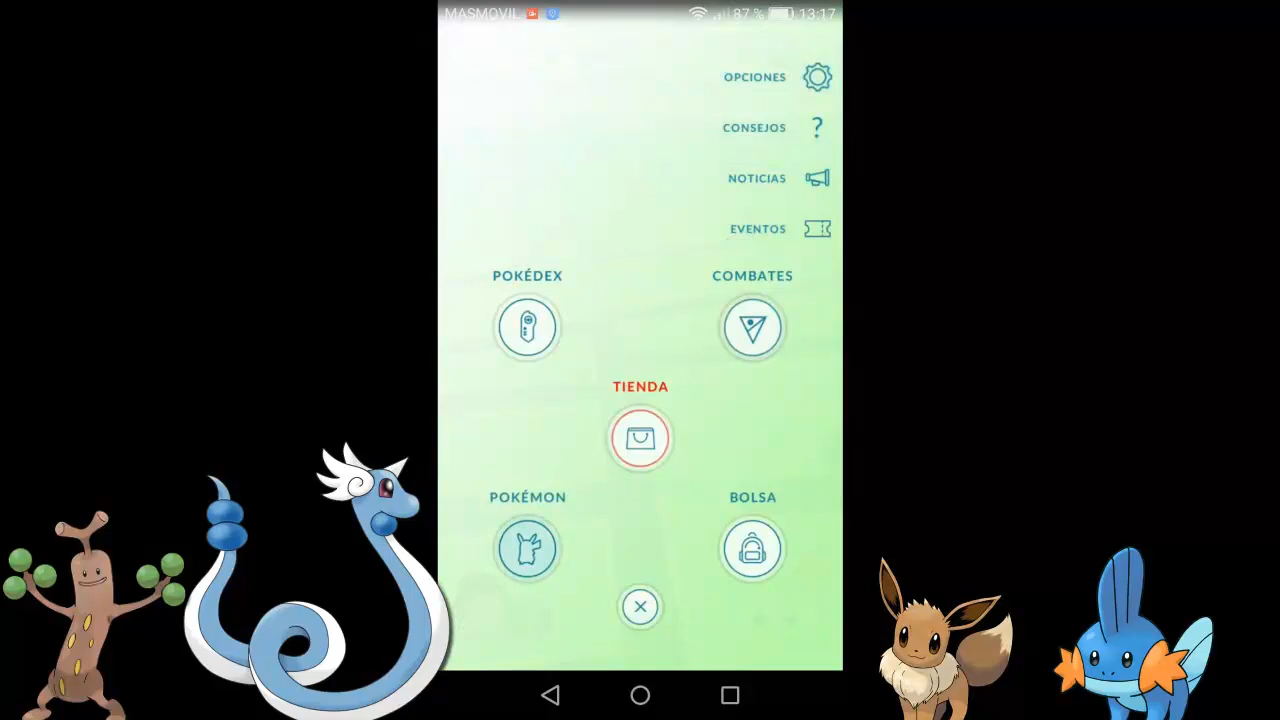 MASMOVIL 87 % 13:17
OPCIONES
CONSEJOS ?
NOTICIAS
EVENTOS
POKÉDEX COMBATES
TIENDA
POKÉMON BOLSA